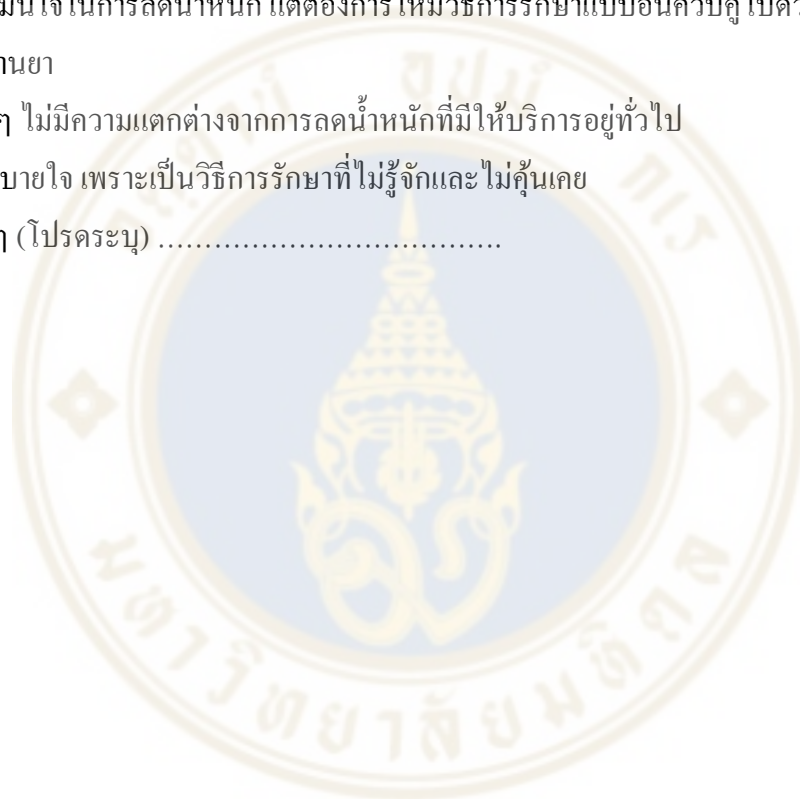 ในการลดน้ำหนัก แต่ต้องการให้มีวิธีการรักษาแบบอื่นควบคู่ไป
ๆ ไม่มีความแตกต่างจากการลดน้ำหนักที่มีให้บริการอยู่ทั่วไป
บายใจ เพราะเป็นวิธีการรักษาที่ไม่รู้จักและไม่คุ้นเคย
ๆ (โปรดระบุ) ……………………………….
มหาวิทยาลัยมหิดล